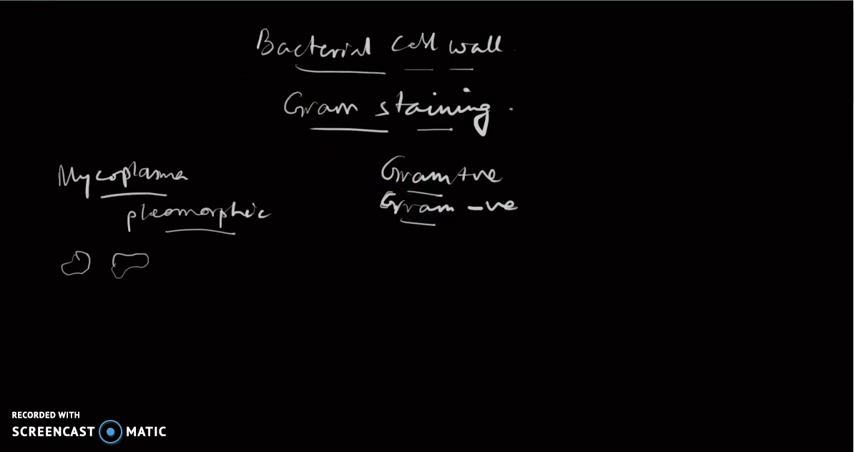 Bacterial Cell wall
Gram staining.
Mycoplasma
pleomorphic
Gram +ve
Gram -ve
RECORDED WITH
SCREENCAST MATIC